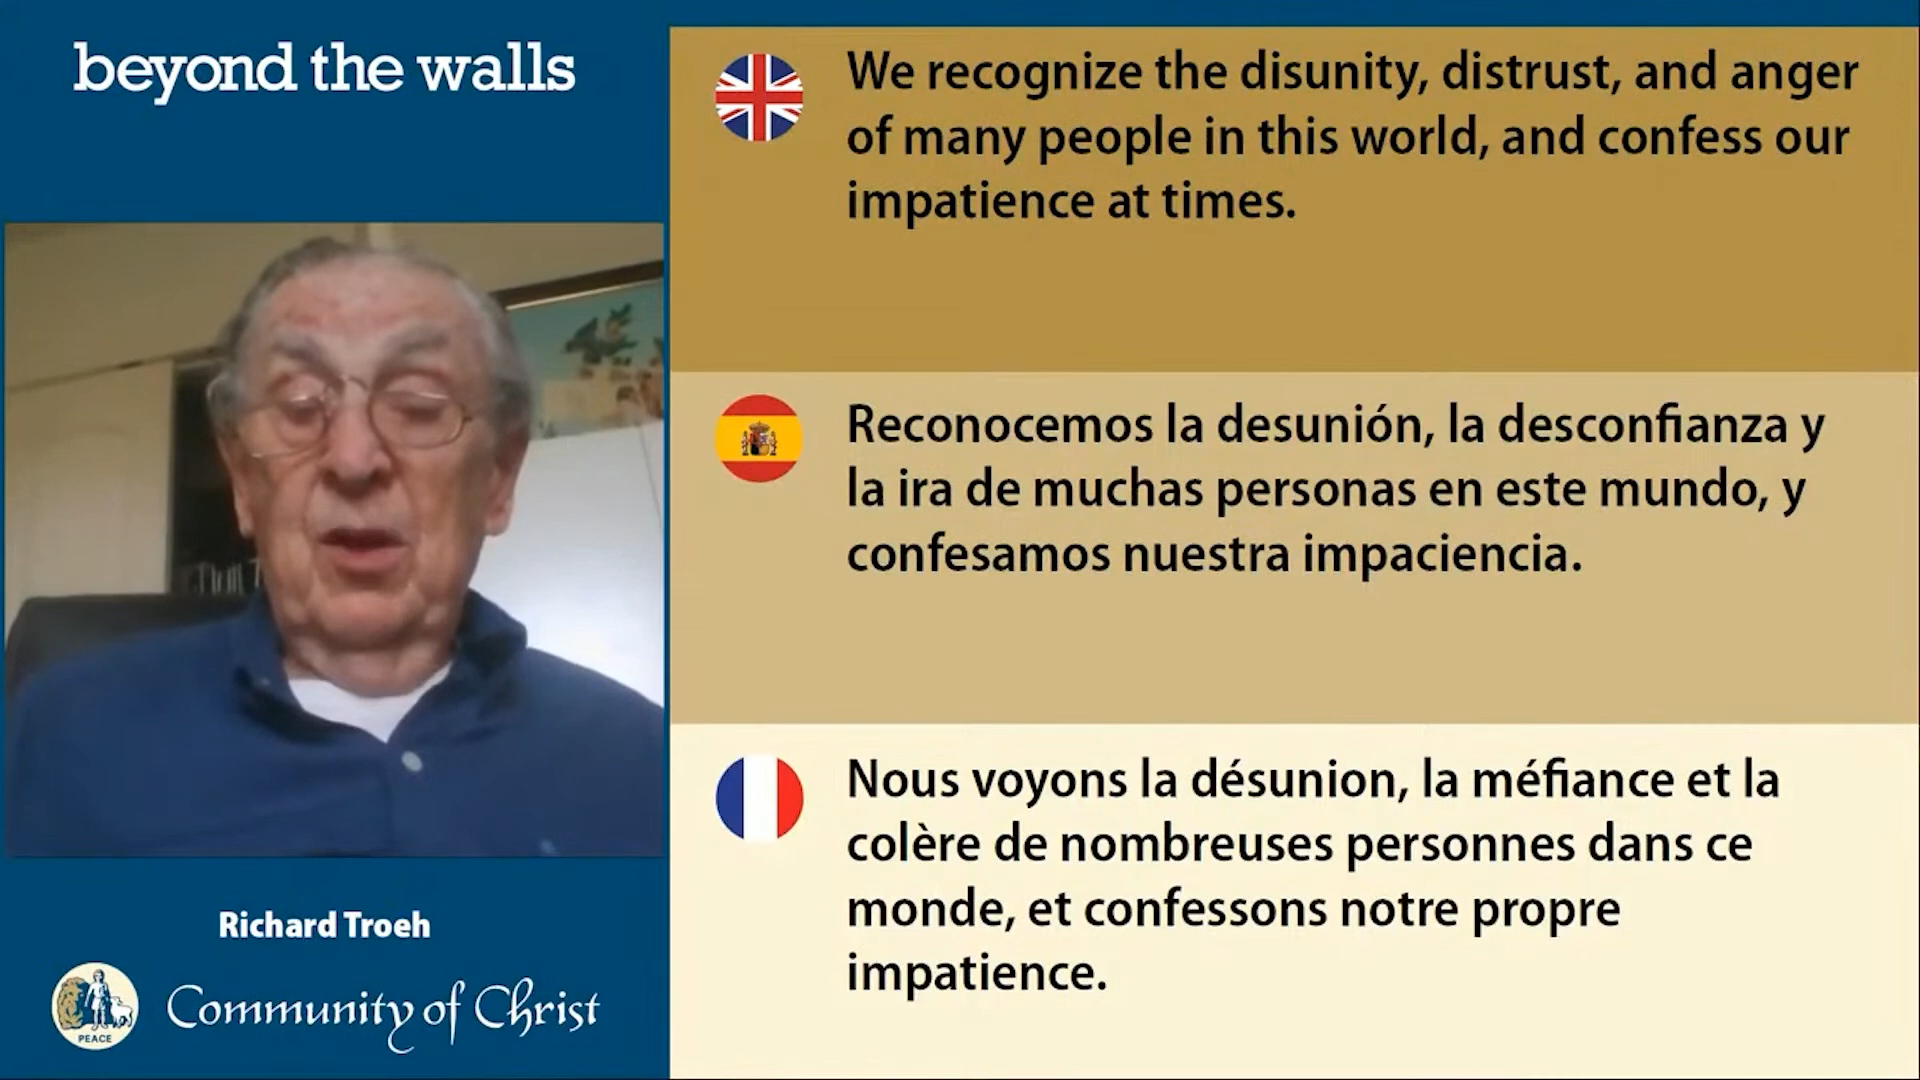 beyond the walls
We recognize the disunity, distrust, and anger
of many people in this world, and confess our
impatience at times.
Reconocemos la desunión, la desconfianza y
la ira de muchas personas en este mundo, y
confesamos nuestra impaciencia.
Nous voyons la désunion, la méfiance et la
colère de nombreuses personnes dans ce
monde, et confessons notre propre
impatience.
Richard Troeh
PEACE
Community of Christ